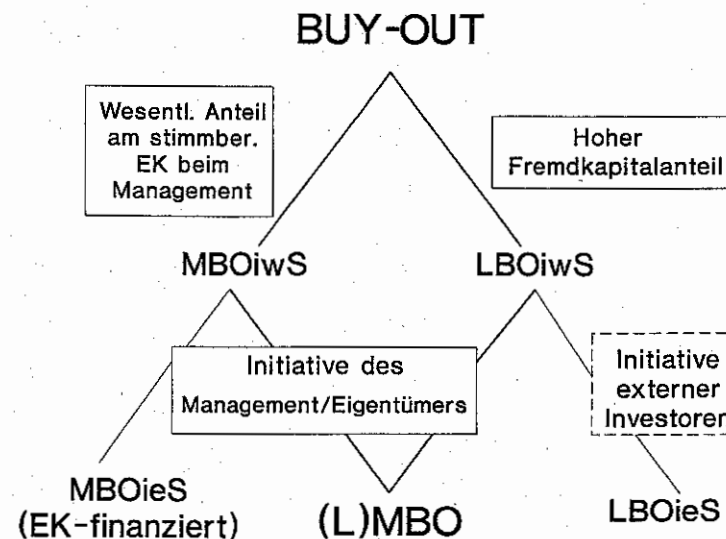 BUY-OUT
Wesentl. Anteil
am stimmber.
EK beim
Management
Hoher
Fremdkapitalanteil
MBOiwS
LBOiwS
Initiative des
Management/Eigentümers
Initiative
externer
Investoren
MBOieS
(EK-finanziert)
(L)MBO
LBOieS